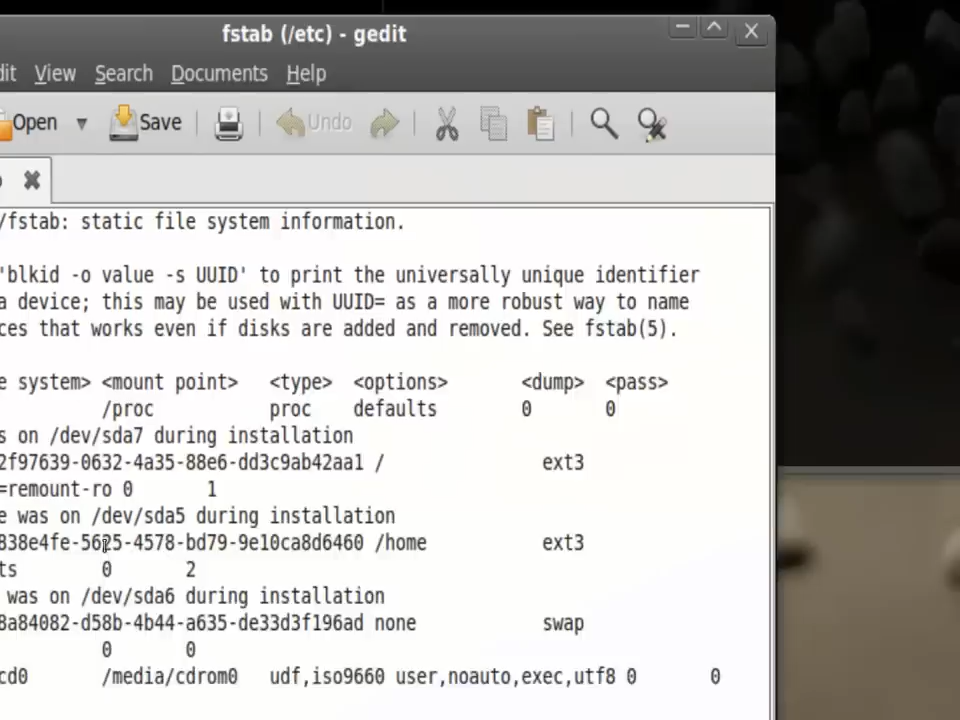 fstab (/etc) - gedit
dit View Search Documents Help
Open Save Undo
/fstab: static file system information.
'blkid -o value -s UUID' to print the universally unique identifier
a device; this may be used with UUID= as a more robust way to name
ces that works even if disks are added and removed. See fstab(5).
e system> <mount point> <type> <options> <dump> <pass>
/proc proc defaults 0 0
s on /dev/sda7 during installation
2f97639-0632-4a35-88e6-dd3c9ab42aa1 / ext3
=remount-ro 0 1
e was on /dev/sda5 during installation
838e4fe-5625-4578-bd79-9e10ca8d6460 /home ext3
ts 0 2
was on /dev/sda6 during installation
8a84082-d58b-4b44-a635-de33d3f196ad none swap
0 0
cd0 /media/cdrom0 udf,iso9660 user,noauto,exec,utf8 0 0